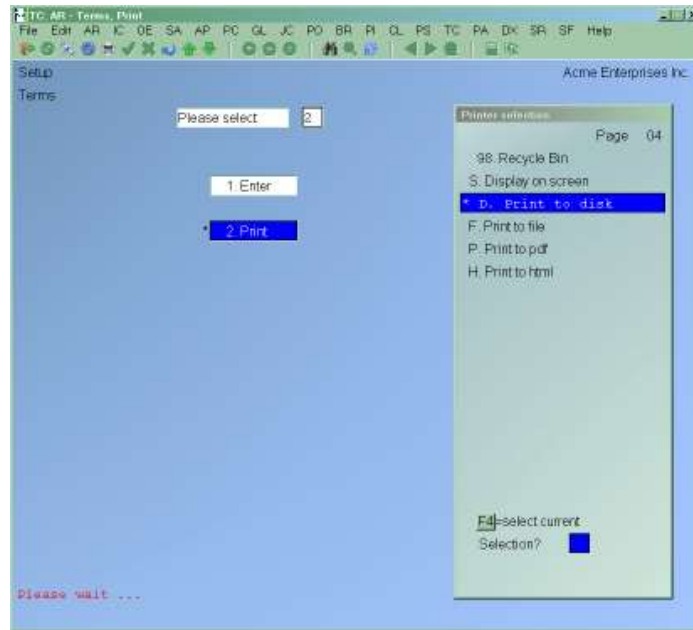 TC AR - Terms, Print
File Edit AR IC OE SA AP PC GL JC PO BR PI CL PS TC PA DX SR SF Help
Setup
Acme Enterprises Inc.
Terms
Please select 2
1. Enter
* 2. Print
Printer selection
Page 04
98. Recycle Bin
S. Display on screen
* D. Print to disk
F. Print to file
P. Print to pdf
H. Print to html
F4=select current
Selection?
Please wait ...